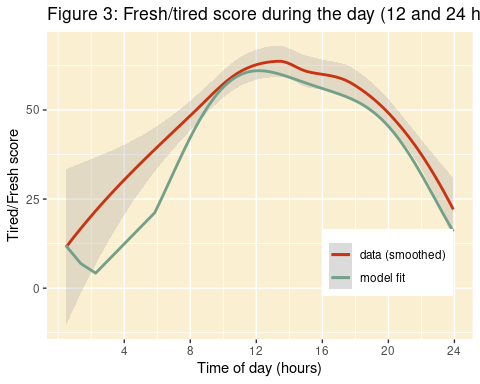 Figure 3: Fresh/tired score during the day (12 and 24 h
Tired/Fresh score
50
25
0
data (smoothed)
model fit
4 8 12 16 20 24
Time of day (hours)